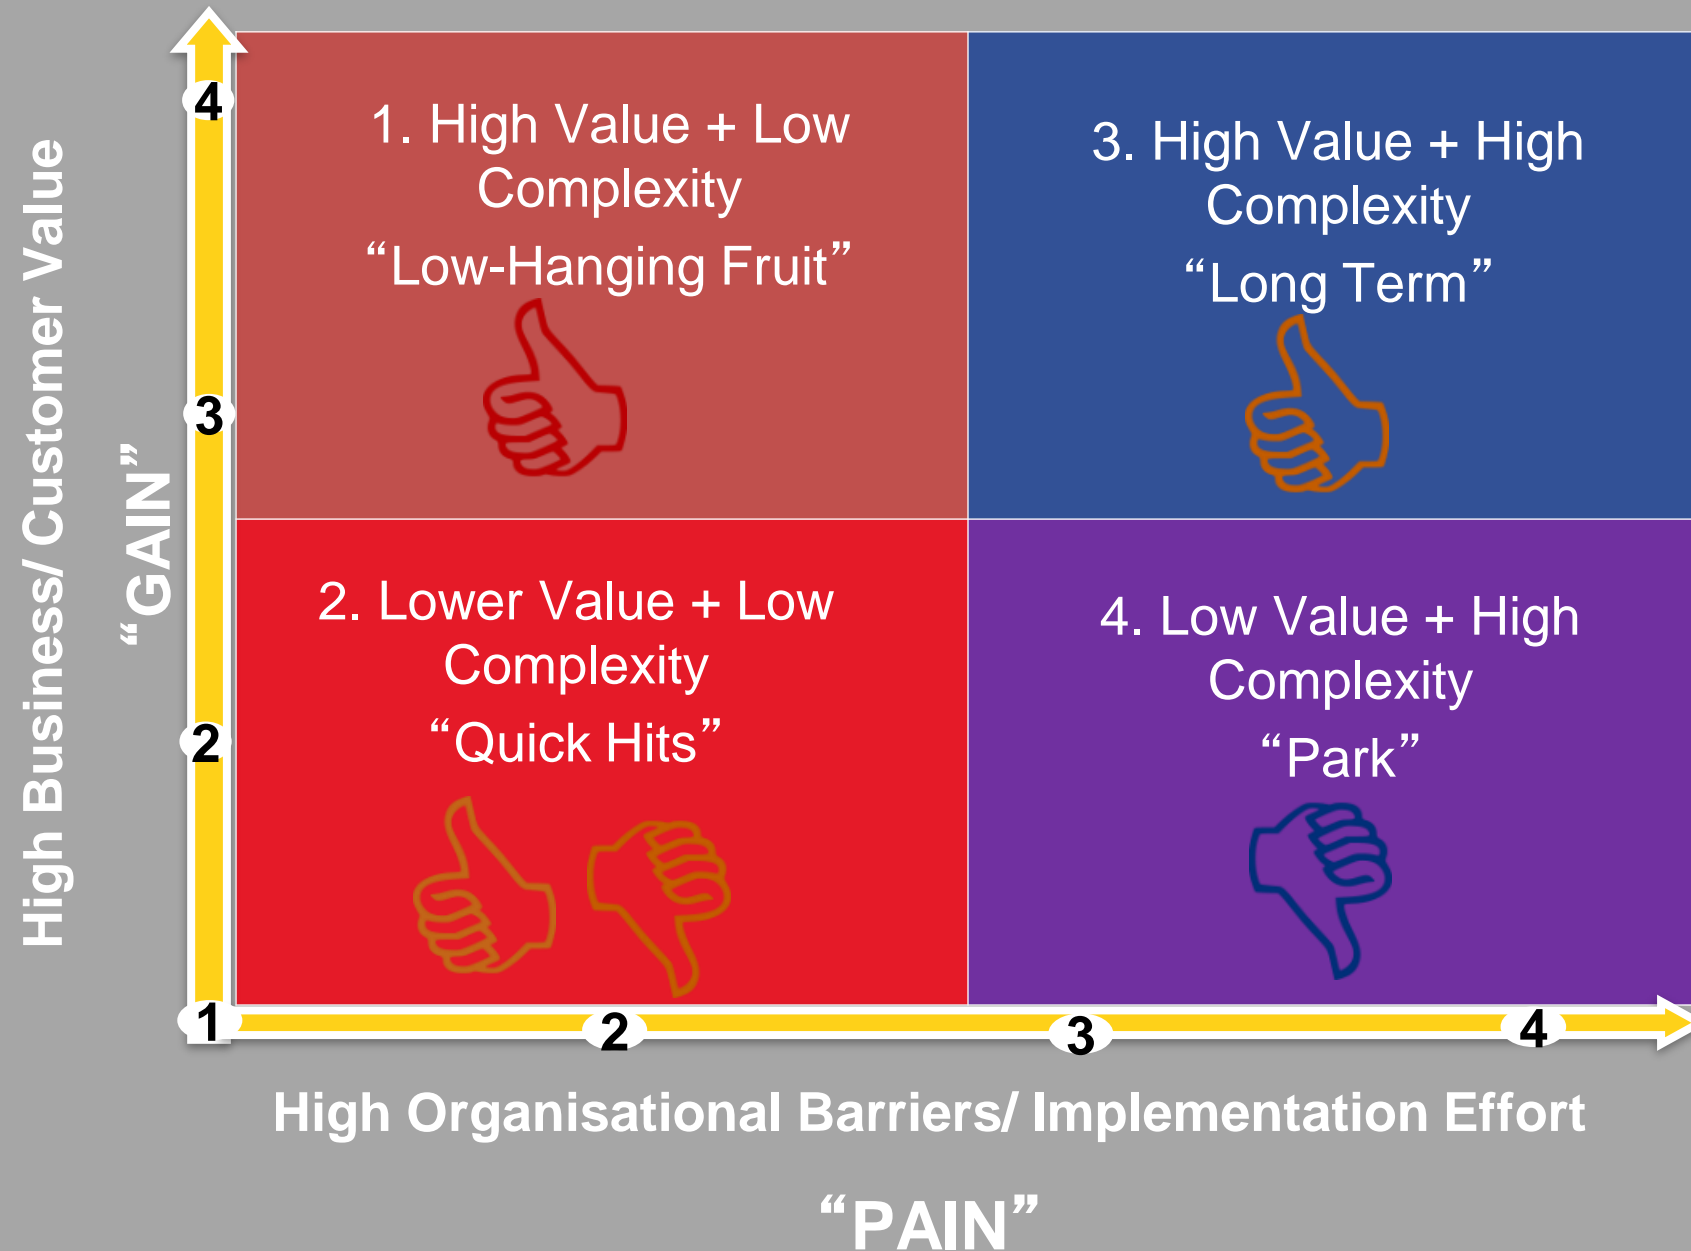 High Business/ Customer Value
“GAIN”
4
3
2
1
1. High Value + Low
Complexity
“Low-Hanging Fruit”
3. High Value + High
Complexity
“Long Term”
2. Lower Value + Low
Complexity
“Quick Hits”
4. Low Value + High
Complexity
“Park”
2
3
4
High Organisational Barriers/ Implementation Effort
“PAIN”